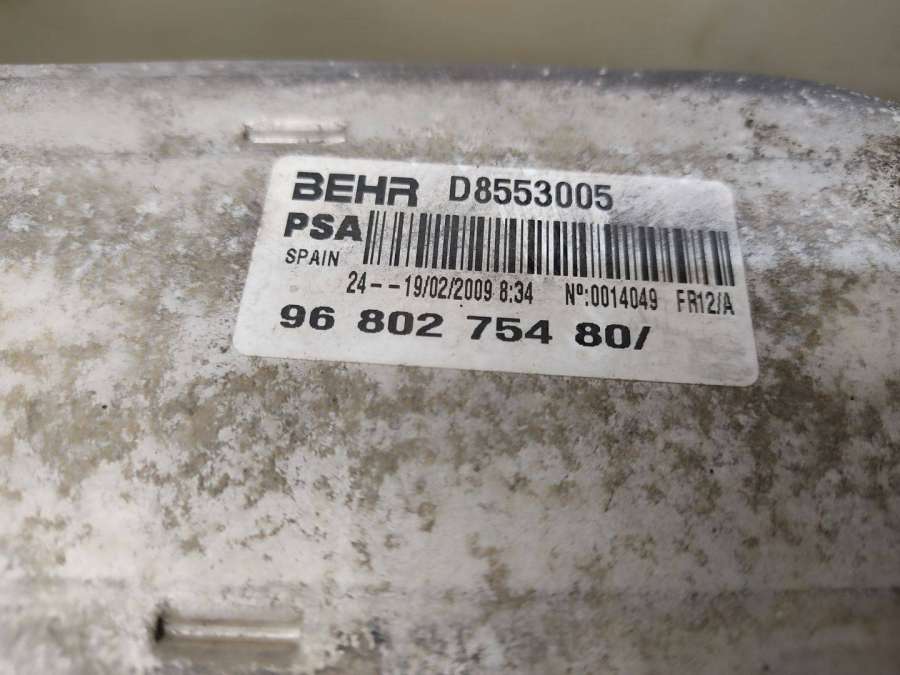 BEHR D8553005
PSA
SPAIN
24--19/02/2009 8:34 Nº:0014049 FR12/A
96 802 754 80/